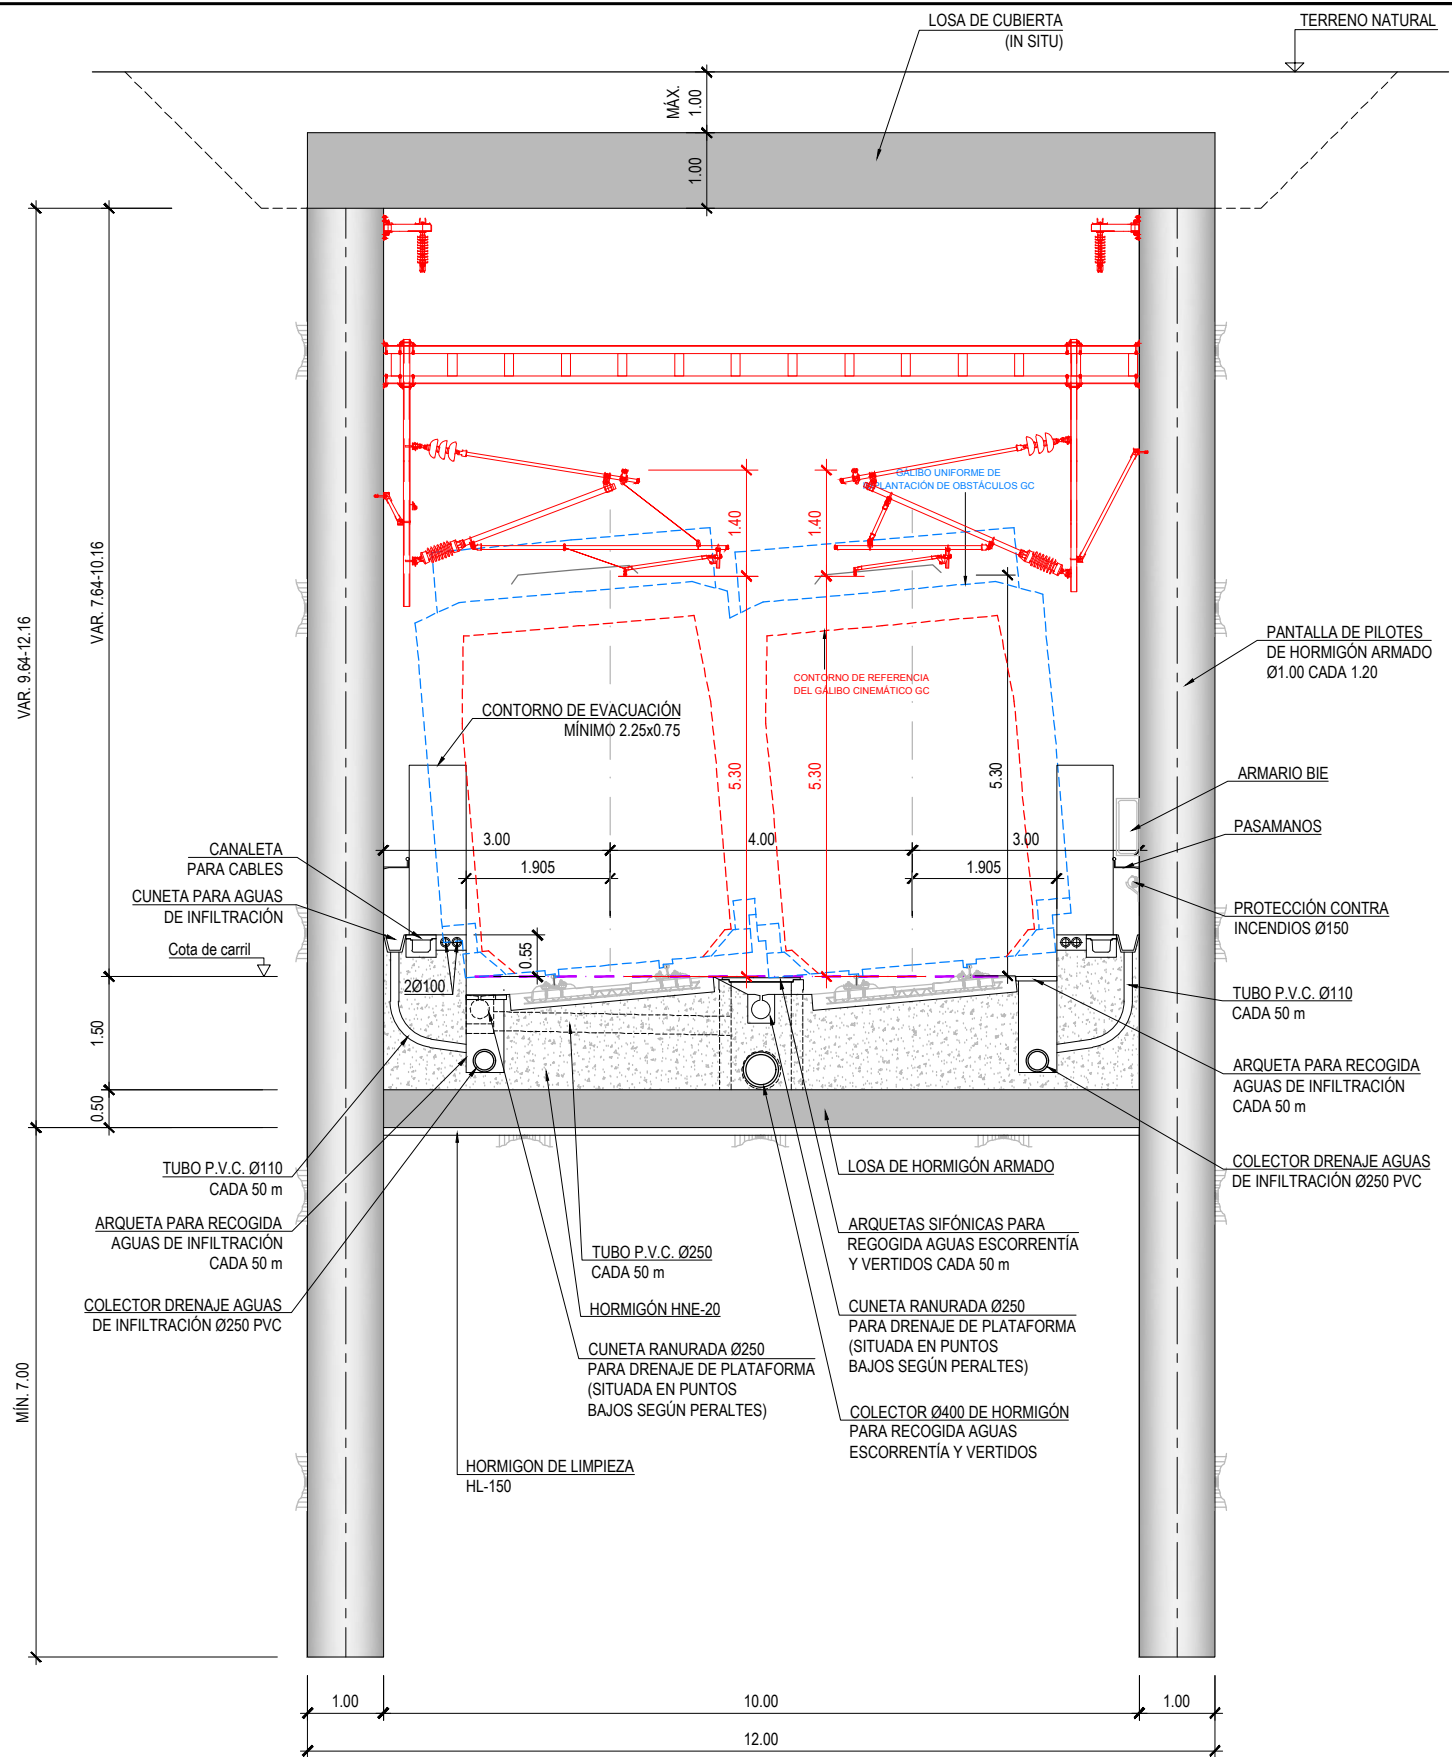 LOSA DE CUBIERTA
(IN SITU)
TERRENO NATURAL
MÁX.
1.00
1.00
VAR. 9.64-12.16
VAR. 7.64-10.16
GÁLIBO UNIFORME DE
PLANTACIÓN DE OBSTÁCULOS GC
1.40
1.40
CONTORNO DE REFERENCIA
DEL GÁLIBO CINEMÁTICO GC
PANTALLA DE PILOTES
DE HORMIGÓN ARMADO
Ø1.00 CADA 1.20
CONTORNO DE EVACUACIÓN
MÍNIMO 2.25x0.75
5.30
5.30
5.30
ARMARIO BIE
PASAMANOS
3.00
4.00
3.00
1.905
1.905
CANALETA
PARA CABLES
CUNETA PARA AGUAS
DE INFILTRACIÓN
Cota de carril
PROTECCIÓN CONTRA
INCENDIOS Ø150
0.55
2Ø100
TUBO P.V.C. Ø110
CADA 50 m
1.50
0.50
ARQUETA PARA RECOGIDA
AGUAS DE INFILTRACIÓN
CADA 50 m
COLECTOR DRENAJE AGUAS
DE INFILTRACIÓN Ø250 PVC
TUBO P.V.C. Ø110
CADA 50 m
ARQUETA PARA RECOGIDA
AGUAS DE INFILTRACIÓN
CADA 50 m
COLECTOR DRENAJE AGUAS
DE INFILTRACIÓN Ø250 PVC
LOSA DE HORMIGÓN ARMADO
ARQUETAS SIFÓNICAS PARA
REGOGIDA AGUAS ESCORRENTÍA
Y VERTIDOS CADA 50 m
TUBO P.V.C. Ø250
CADA 50 m
HORMIGÓN HNE-20
CUNETA RANURADA Ø250
PARA DRENAJE DE PLATAFORMA
(SITUADA EN PUNTOS
BAJOS SEGÚN PERALTES)
CUNETA RANURADA Ø250
PARA DRENAJE DE PLATAFORMA
(SITUADA EN PUNTOS
BAJOS SEGÚN PERALTES)
COLECTOR Ø400 DE HORMIGÓN
PARA RECOGIDA AGUAS
ESCORRENTÍA Y VERTIDOS
HORMIGON DE LIMPIEZA
HL-150
MÍN. 7.00
1.00
10.00
1.00
12.00